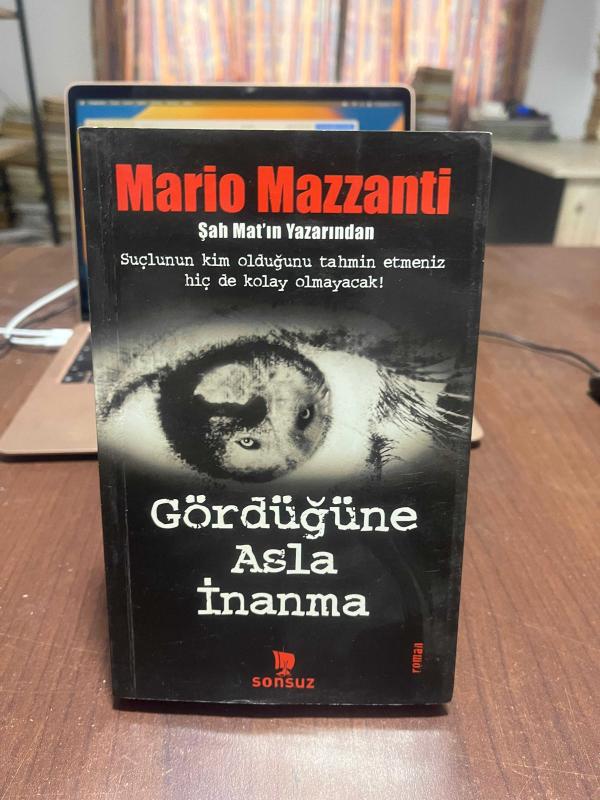 Mario Mazzanti
Şah Mat'ın Yazarından
Suçlunun kim olduğunu tahmin etmeniz
hiç de kolay olmayacak!
Gördüğüne
Asla
İnanma
roman
sonsuz